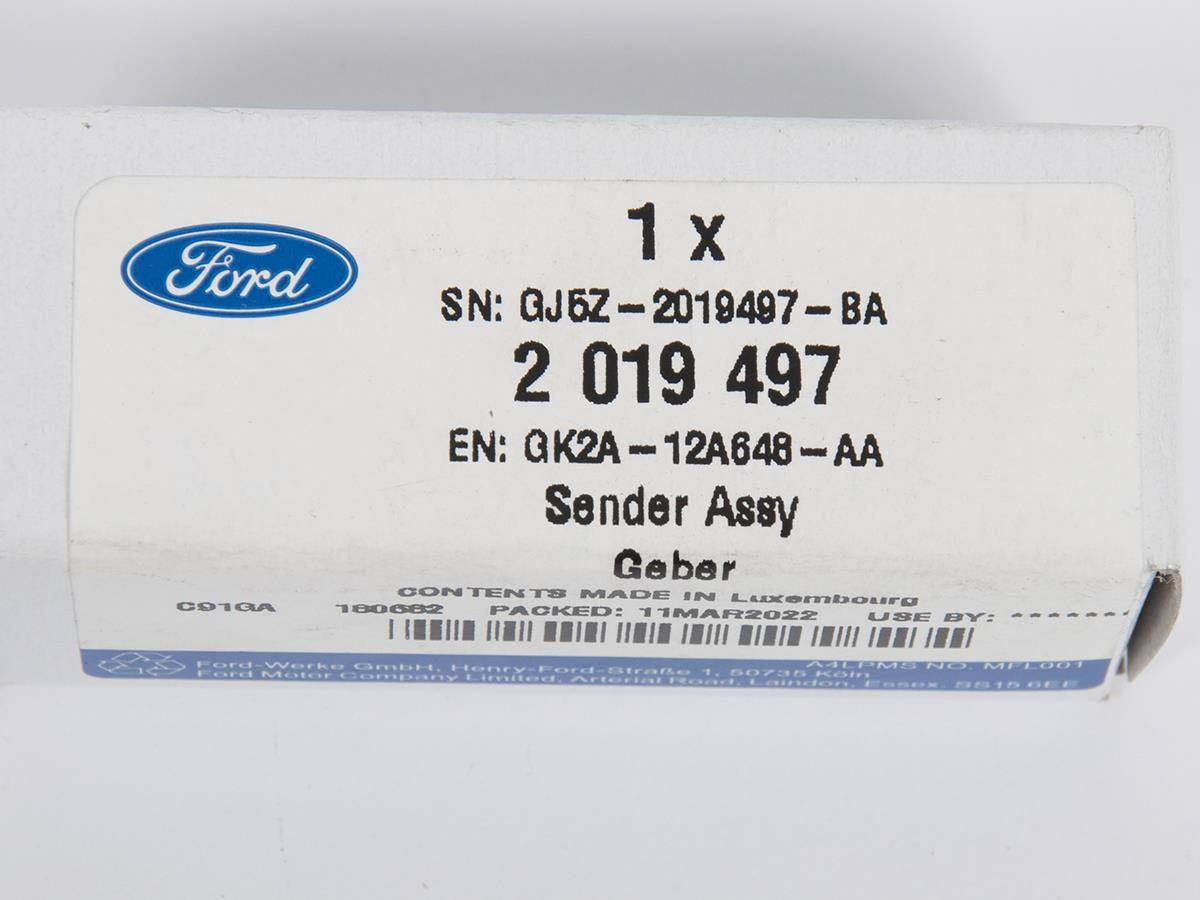 Ford
1 x
SN: GJ5Z-2019497-BA
2 019 497
EN: GK2A-12A648-AA
Sender Assy
Geber
CONTENTS MADE IN Luxembourg
C91GA 180682 PACKED: 11MAR2022 USE BY: *******
A4LPMS NO. MFL001
Ford-Werke GmbH, Henry-Ford-Straße 1, 50735 Köln
Ford Motor Company Limited, Arterial Road, Laindon, Essex. SS15 6EE